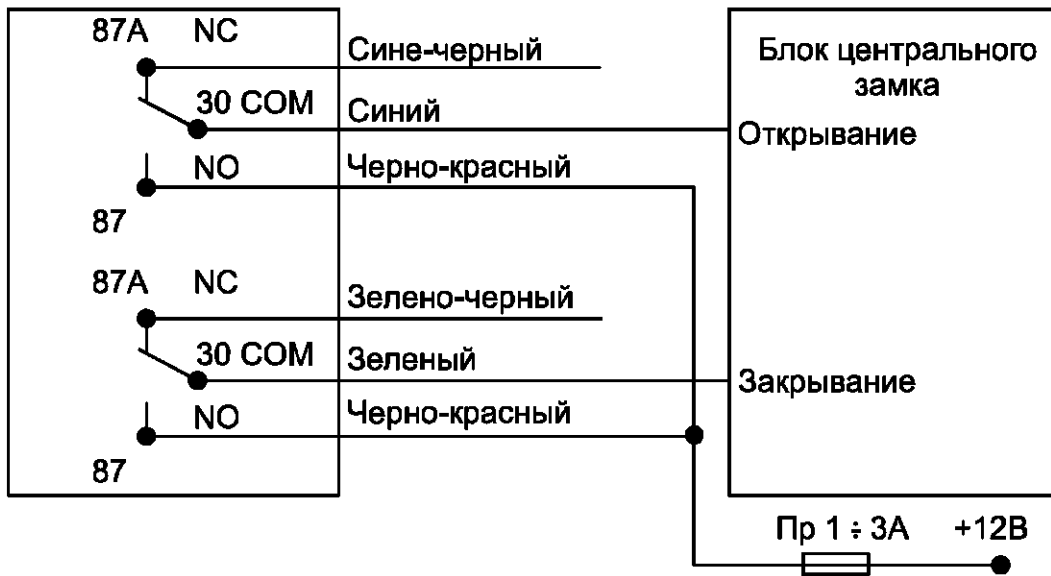 87A NC
Сине-черный
30 COM
Синий
NO
Черно-красный
87
87A NC
Зелено-черный
30 COM
Зеленый
NO
Черно-красный
87
Блок центрального
замка
Открывание
Закрывание
Пр 1 ÷ 3А +12В